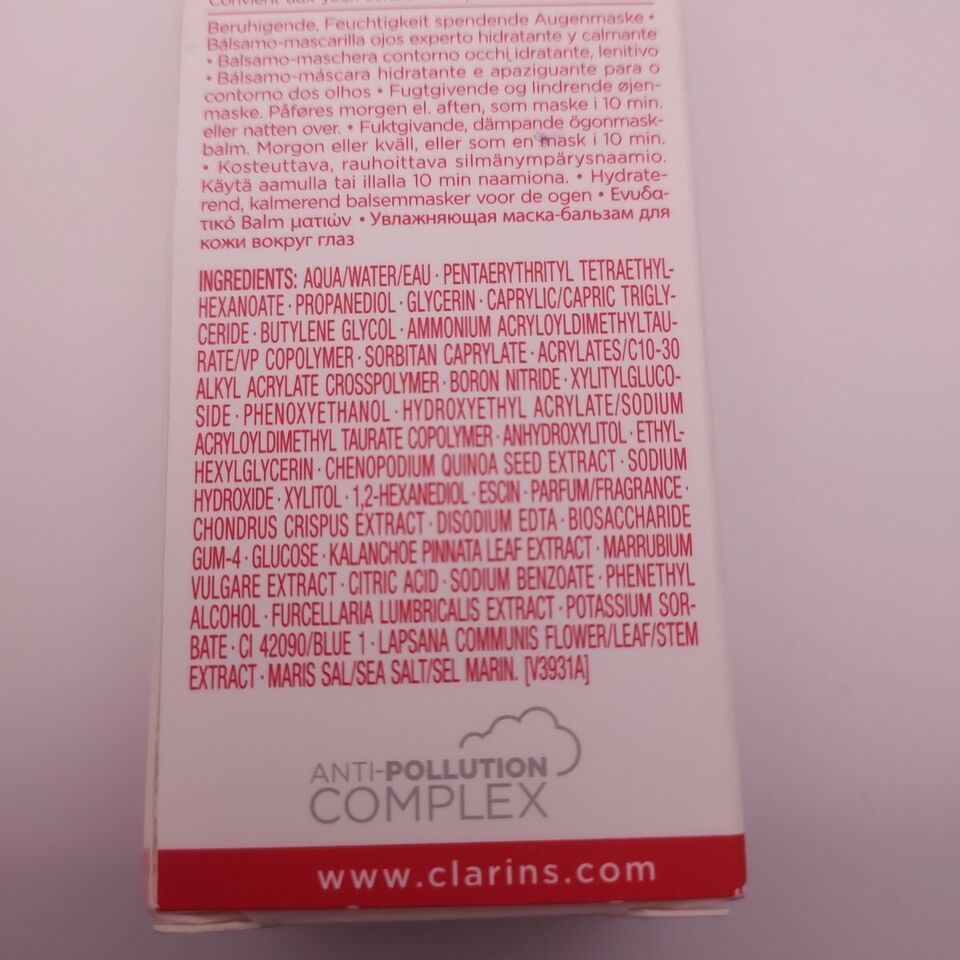 Convient aux yeux
Beruhigende, Feuchtigkeit spendende Augenmaske •
Bálsamo-mascarilla ojos experto hidratante y calmante
• Balsamo-maschera contorno occhi idratante, lenitivo
• Bálsamo-máscara hidratante e apaziguante para o
contorno dos olhos • Fugtgivende og lindrende øjen-
maske. Påføres morgen el. aften, som maske i 10 min.
eller natten over. • Fuktgivande, dämpande ögonmask-
balm. Morgon eller kväll, eller som en mask i 10 min.
• Kosteuttava, rauhoittava silmänympärysnaamio.
Käytä aamulla tai illalla 10 min naamiona. • Hydrate-
rend, kalmerend balsemmasker voor de ogen • Ενυδα-
τικό Balm ματιών • Увлажняющая маска-бальзам для
кожи вокруг глаз
INGREDIENTS: AQUA/WATER/EAU · PENTAERYTHRITYL TETRAETHYL-
HEXANOATE · PROPANEDIOL · GLYCERIN · CAPRYLIC/CAPRIC TRIGLY-
CERIDE · BUTYLENE GLYCOL · AMMONIUM ACRYLOYLDIMETHYLTAU-
RATE/VP COPOLYMER · SORBITAN CAPRYLATE · ACRYLATES/C10-30
ALKYL ACRYLATE CROSSPOLYMER · BORON NITRIDE · XYLITYLGLUCO-
SIDE · PHENOXYETHANOL · HYDROXYETHYL ACRYLATE/SODIUM
ACRYLOYLDIMETHYL TAURATE COPOLYMER · ANHYDROXYLITOL · ETHYL-
HEXYLGLYCERIN · CHENOPODIUM QUINOA SEED EXTRACT · SODIUM
HYDROXIDE · XYLITOL · 1,2-HEXANEDIOL · ESCIN · PARFUM/FRAGRANCE ·
CHONDRUS CRISPUS EXTRACT · DISODIUM EDTA · BIOSACCHARIDE
GUM-4 · GLUCOSE · KALANCHOE PINNATA LEAF EXTRACT · MARRUBIUM
VULGARE EXTRACT · CITRIC ACID · SODIUM BENZOATE · PHENETHYL
ALCOHOL · FURCELLARIA LUMBRICALIS EXTRACT · POTASSIUM SOR-
BATE · CI 42090/BLUE 1 · LAPSANA COMMUNIS FLOWER/LEAF/STEM
EXTRACT · MARIS SAL/SEA SALT/SEL MARIN. [V3931A]
ANTI-POLLUTION
COMPLEX
www.clarins.com